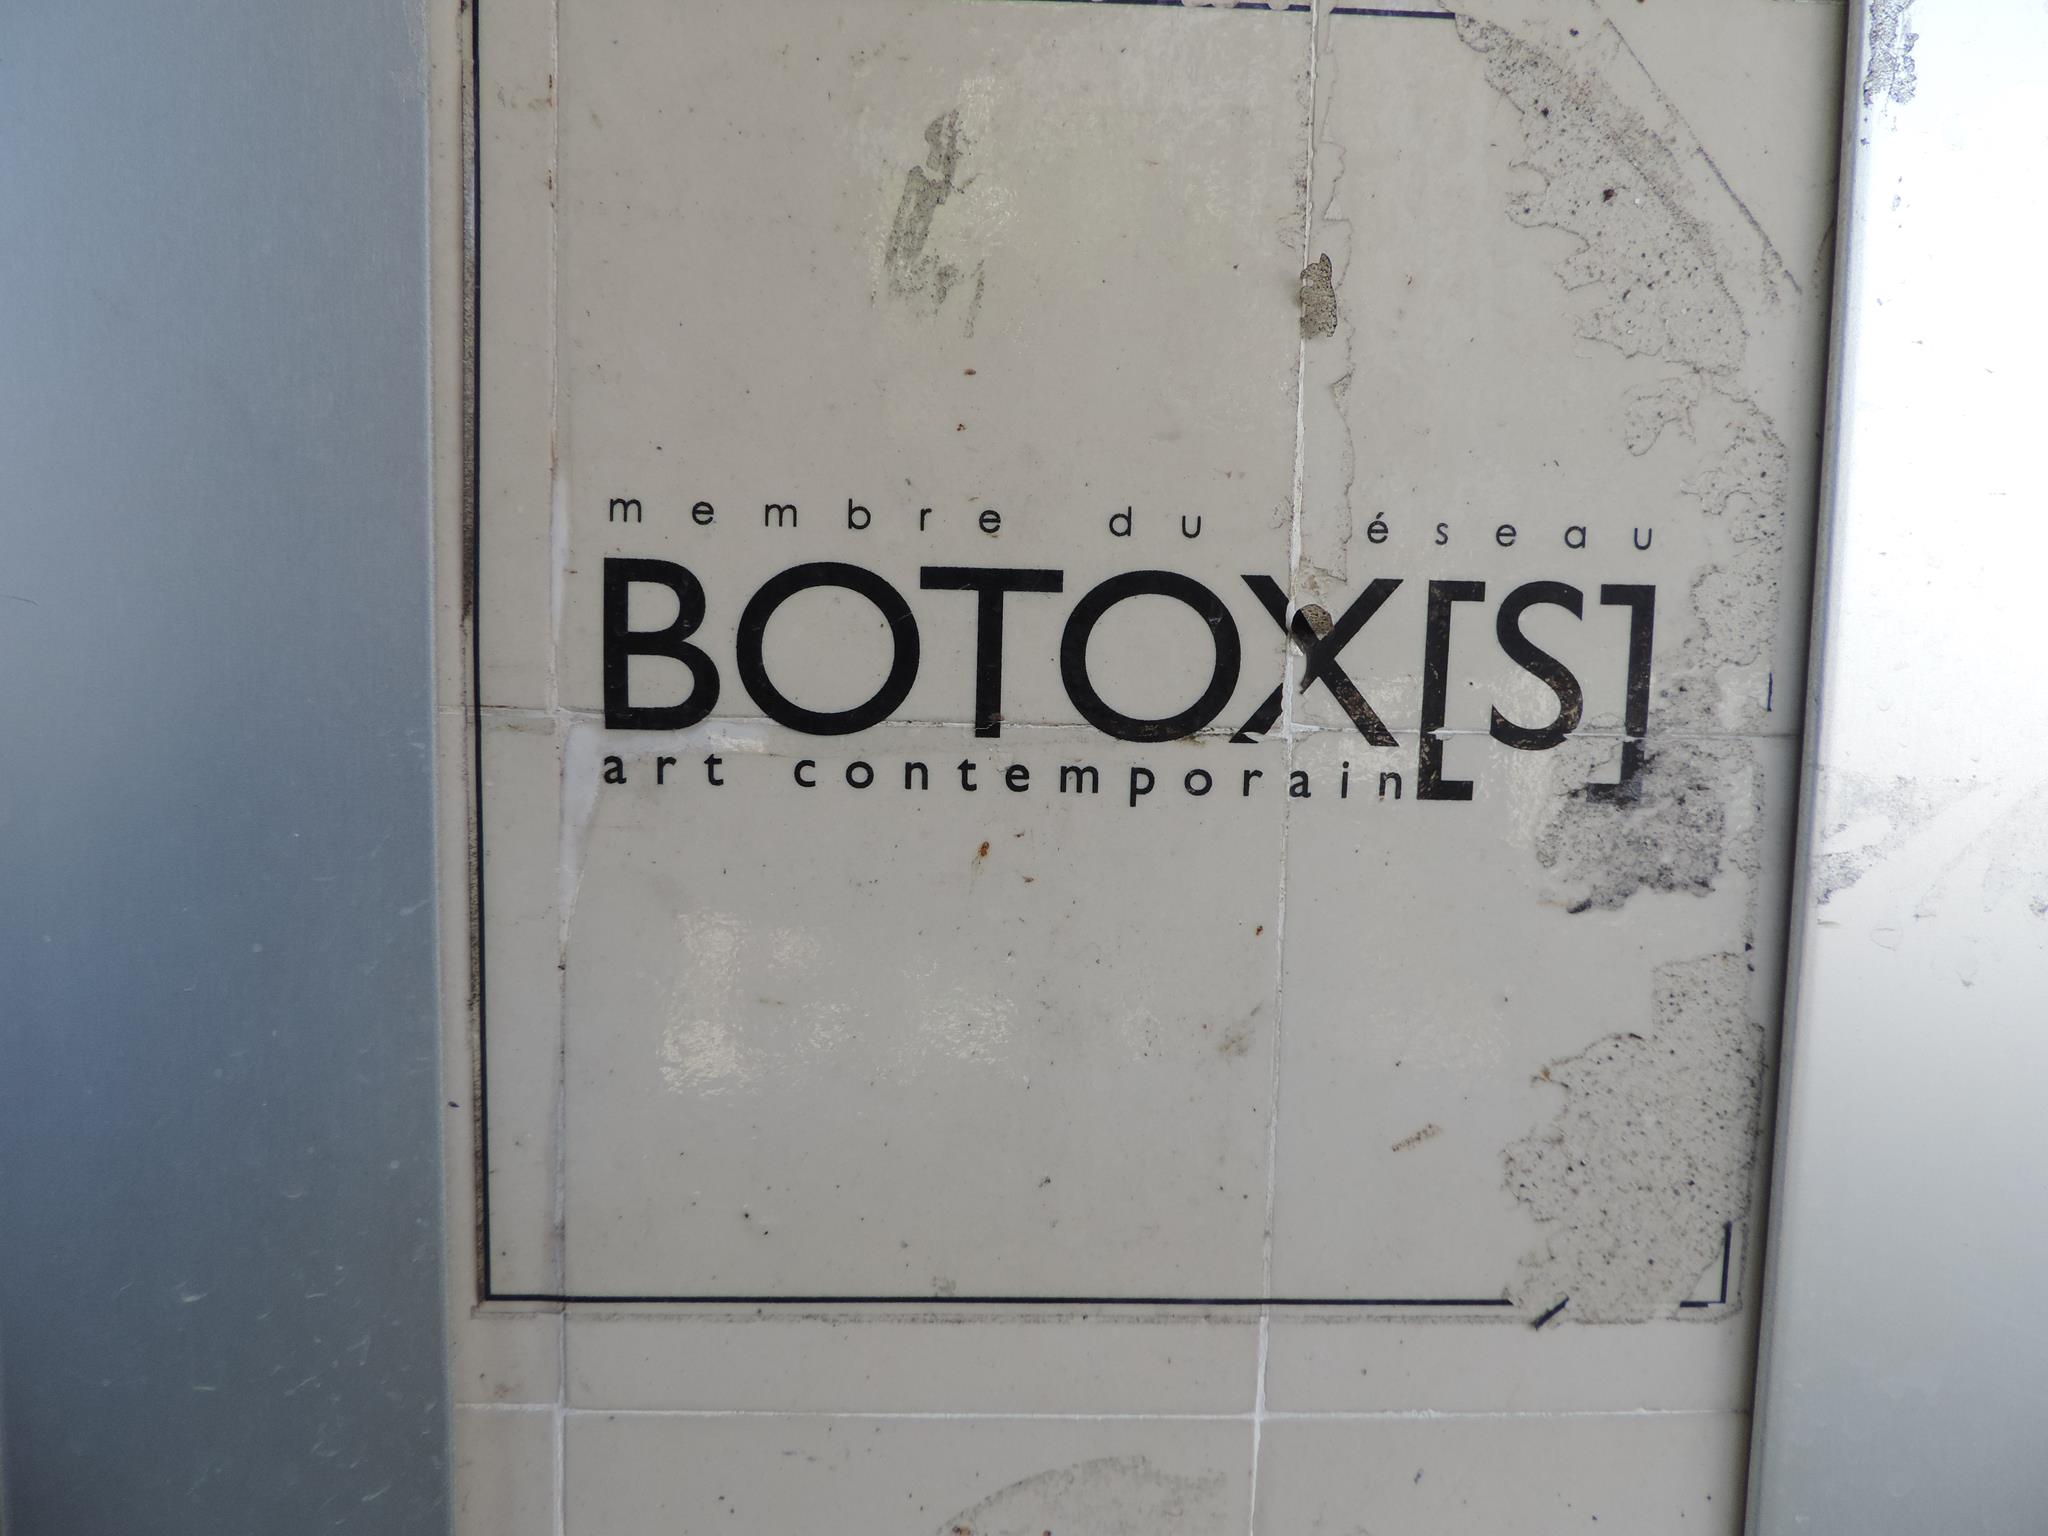 membre du éseau
BOTOX[S]
art contemporain